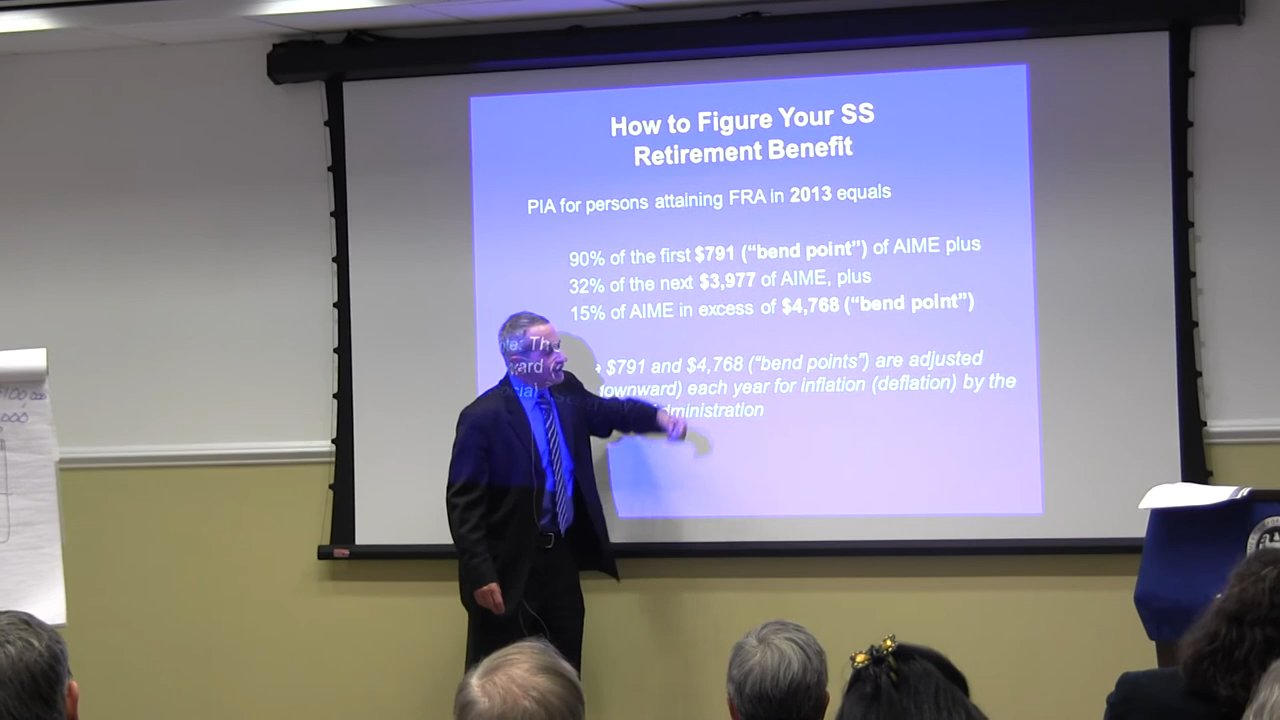 How to Figure Your SS
Retirement Benefit
PIA for persons attaining FRA in 2013 equals
90% of the first $791 (“bend point”) of AIME plus
32% of the next $3,977 of AIME, plus
15% of AIME in excess of $4,768 (“bend point”)
$791 and $4,768 (“bend points”) are adjusted
downward) each year for inflation (deflation) by the
dministration